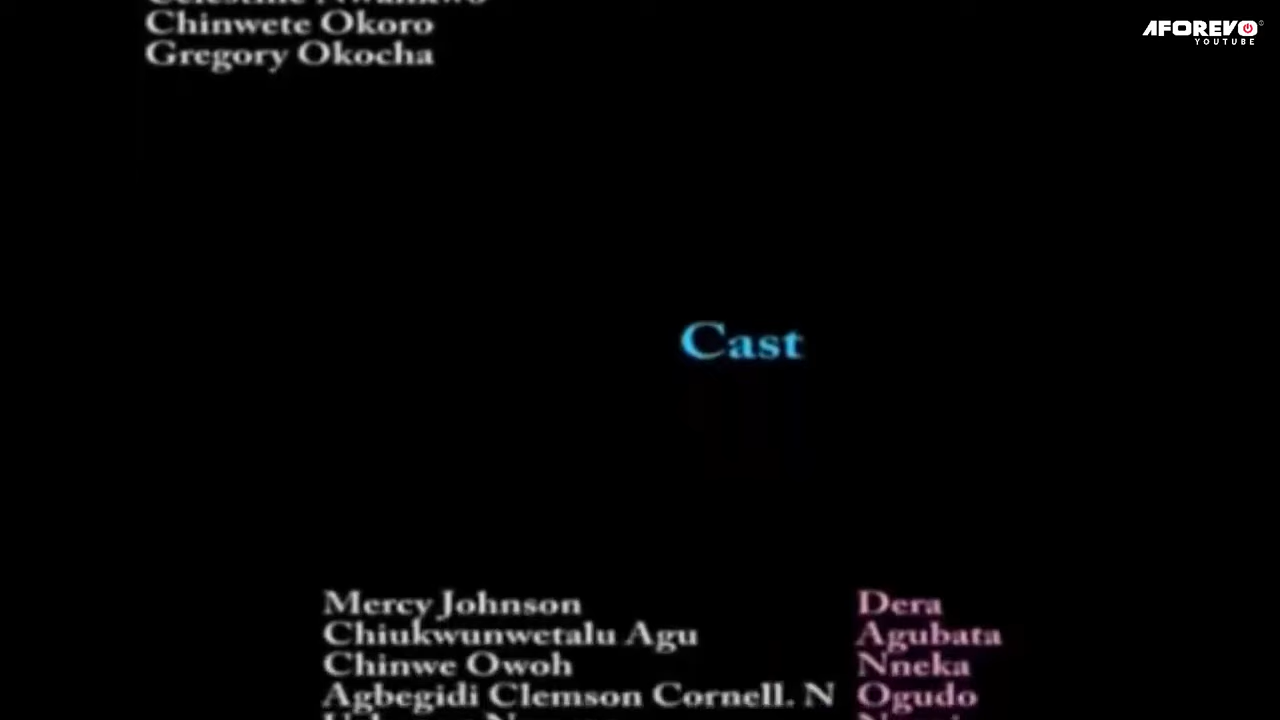 Chinwete Okoro
Gregory Okocha
AFOREVO
YOUTUBE
Cast
Mercy Johnson Dera
Chiukwunwetalu Agu Agubata
Chinwe Owoh Nneka
Agbegidi Clemson Cornell. N Ogudo